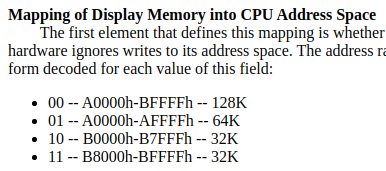 Mapping of Display Memory into CPU Address Space
The first element that defines this mapping is whether
hardware ignores writes to its address space. The address ra
form decoded for each value of this field:
• 00 -- A0000h-BFFFFh -- 128K
• 01 -- A0000h-AFFFFh -- 64K
• 10 -- B0000h-B7FFFh -- 32K
• 11 -- B8000h-BFFFFh -- 32K